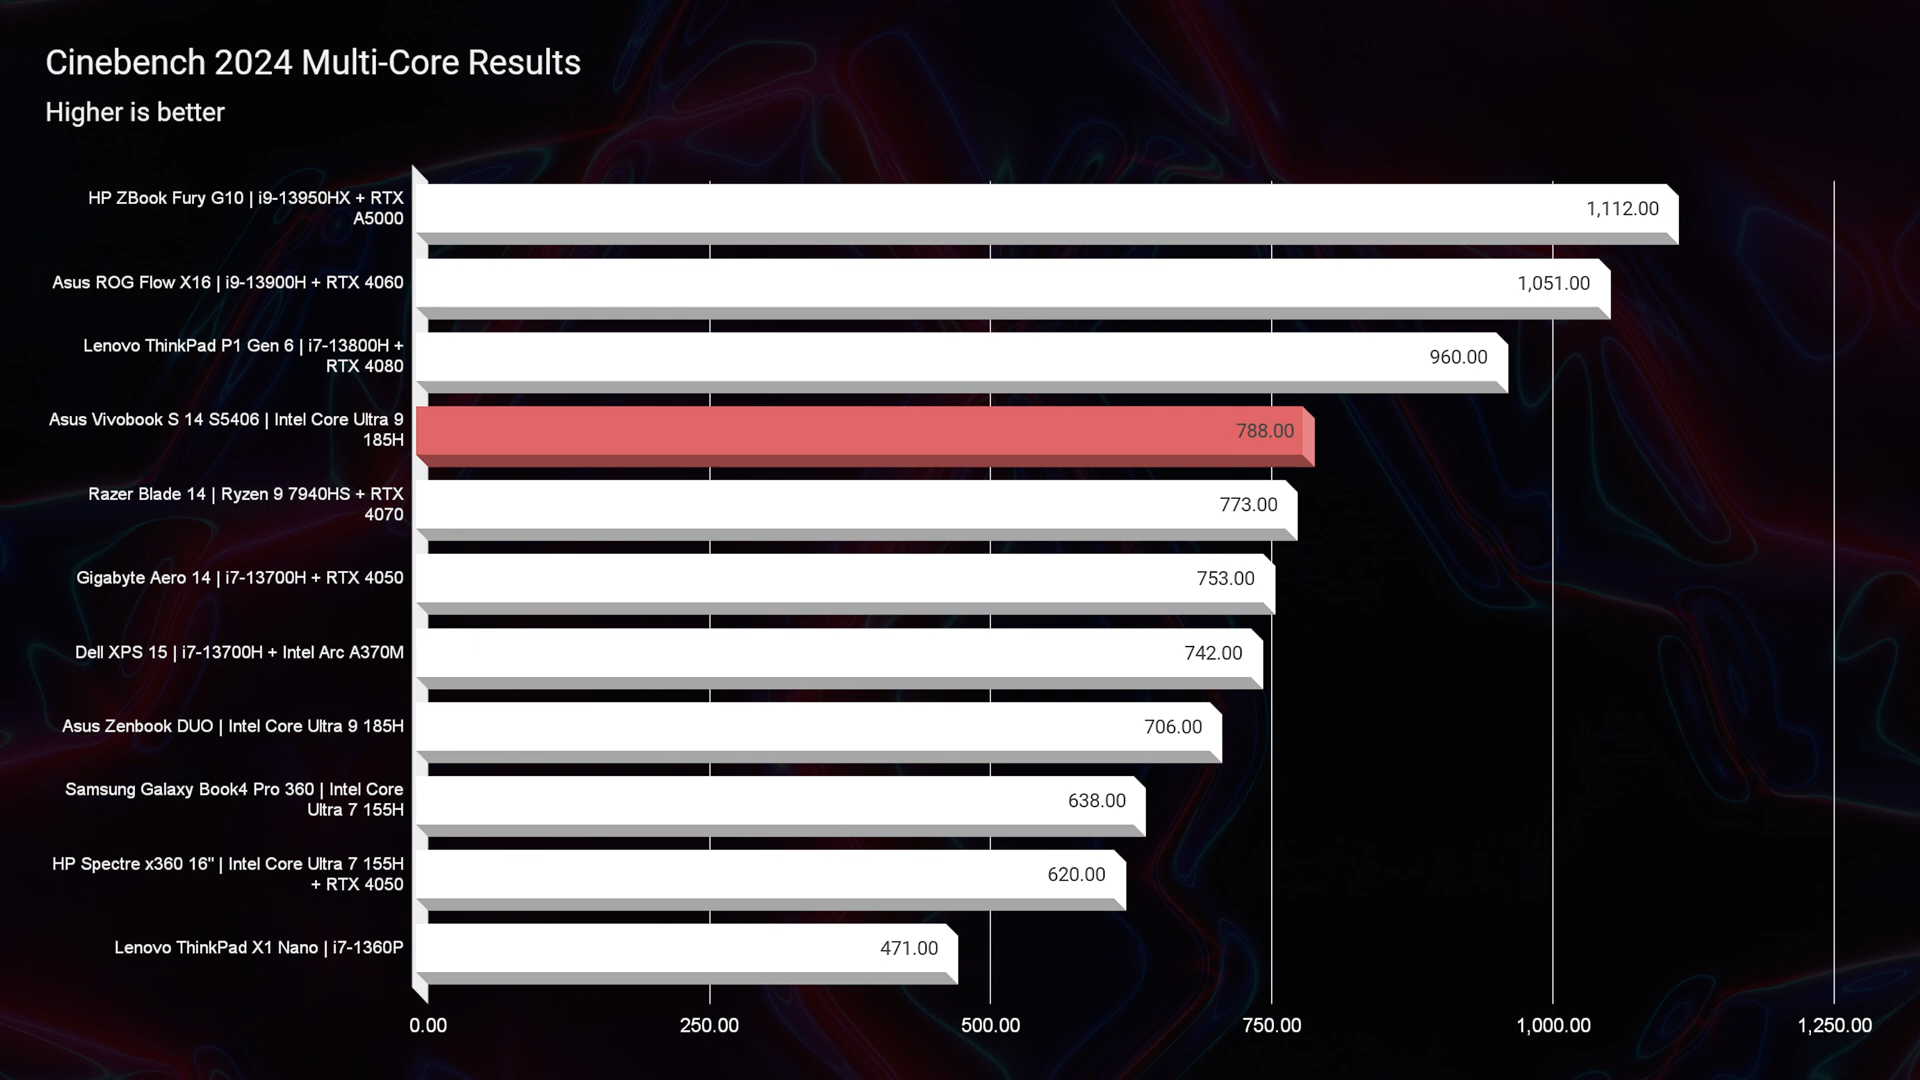 Cinebench 2024 Multi-Core Results
Higher is better
HP ZBook Fury G10 | i9-13950HX + RTX
A5000
1,112.00
Asus ROG Flow X16 | i9-13900H + RTX 4060
1,051.00
Lenovo ThinkPad P1 Gen 6 | i7-13800H +
RTX 4080
960.00
Asus Vivobook S 14 S5406 | Intel Core Ultra 9
185H
788.00
Razer Blade 14 | Ryzen 9 7940HS + RTX
4070
773.00
Gigabyte Aero 14 | i7-13700H + RTX 4050
753.00
Dell XPS 15 | i7-13700H + Intel Arc A370M
742.00
Asus Zenbook DUO | Intel Core Ultra 9 185H
706.00
Samsung Galaxy Book4 Pro 360 | Intel Core
Ultra 7 155H
638.00
HP Spectre x360 16" | Intel Core Ultra 7 155H
+ RTX 4050
620.00
Lenovo ThinkPad X1 Nano | i7-1360P
471.00
0.00 250.00 500.00 750.00 1,000.00 1,250.00